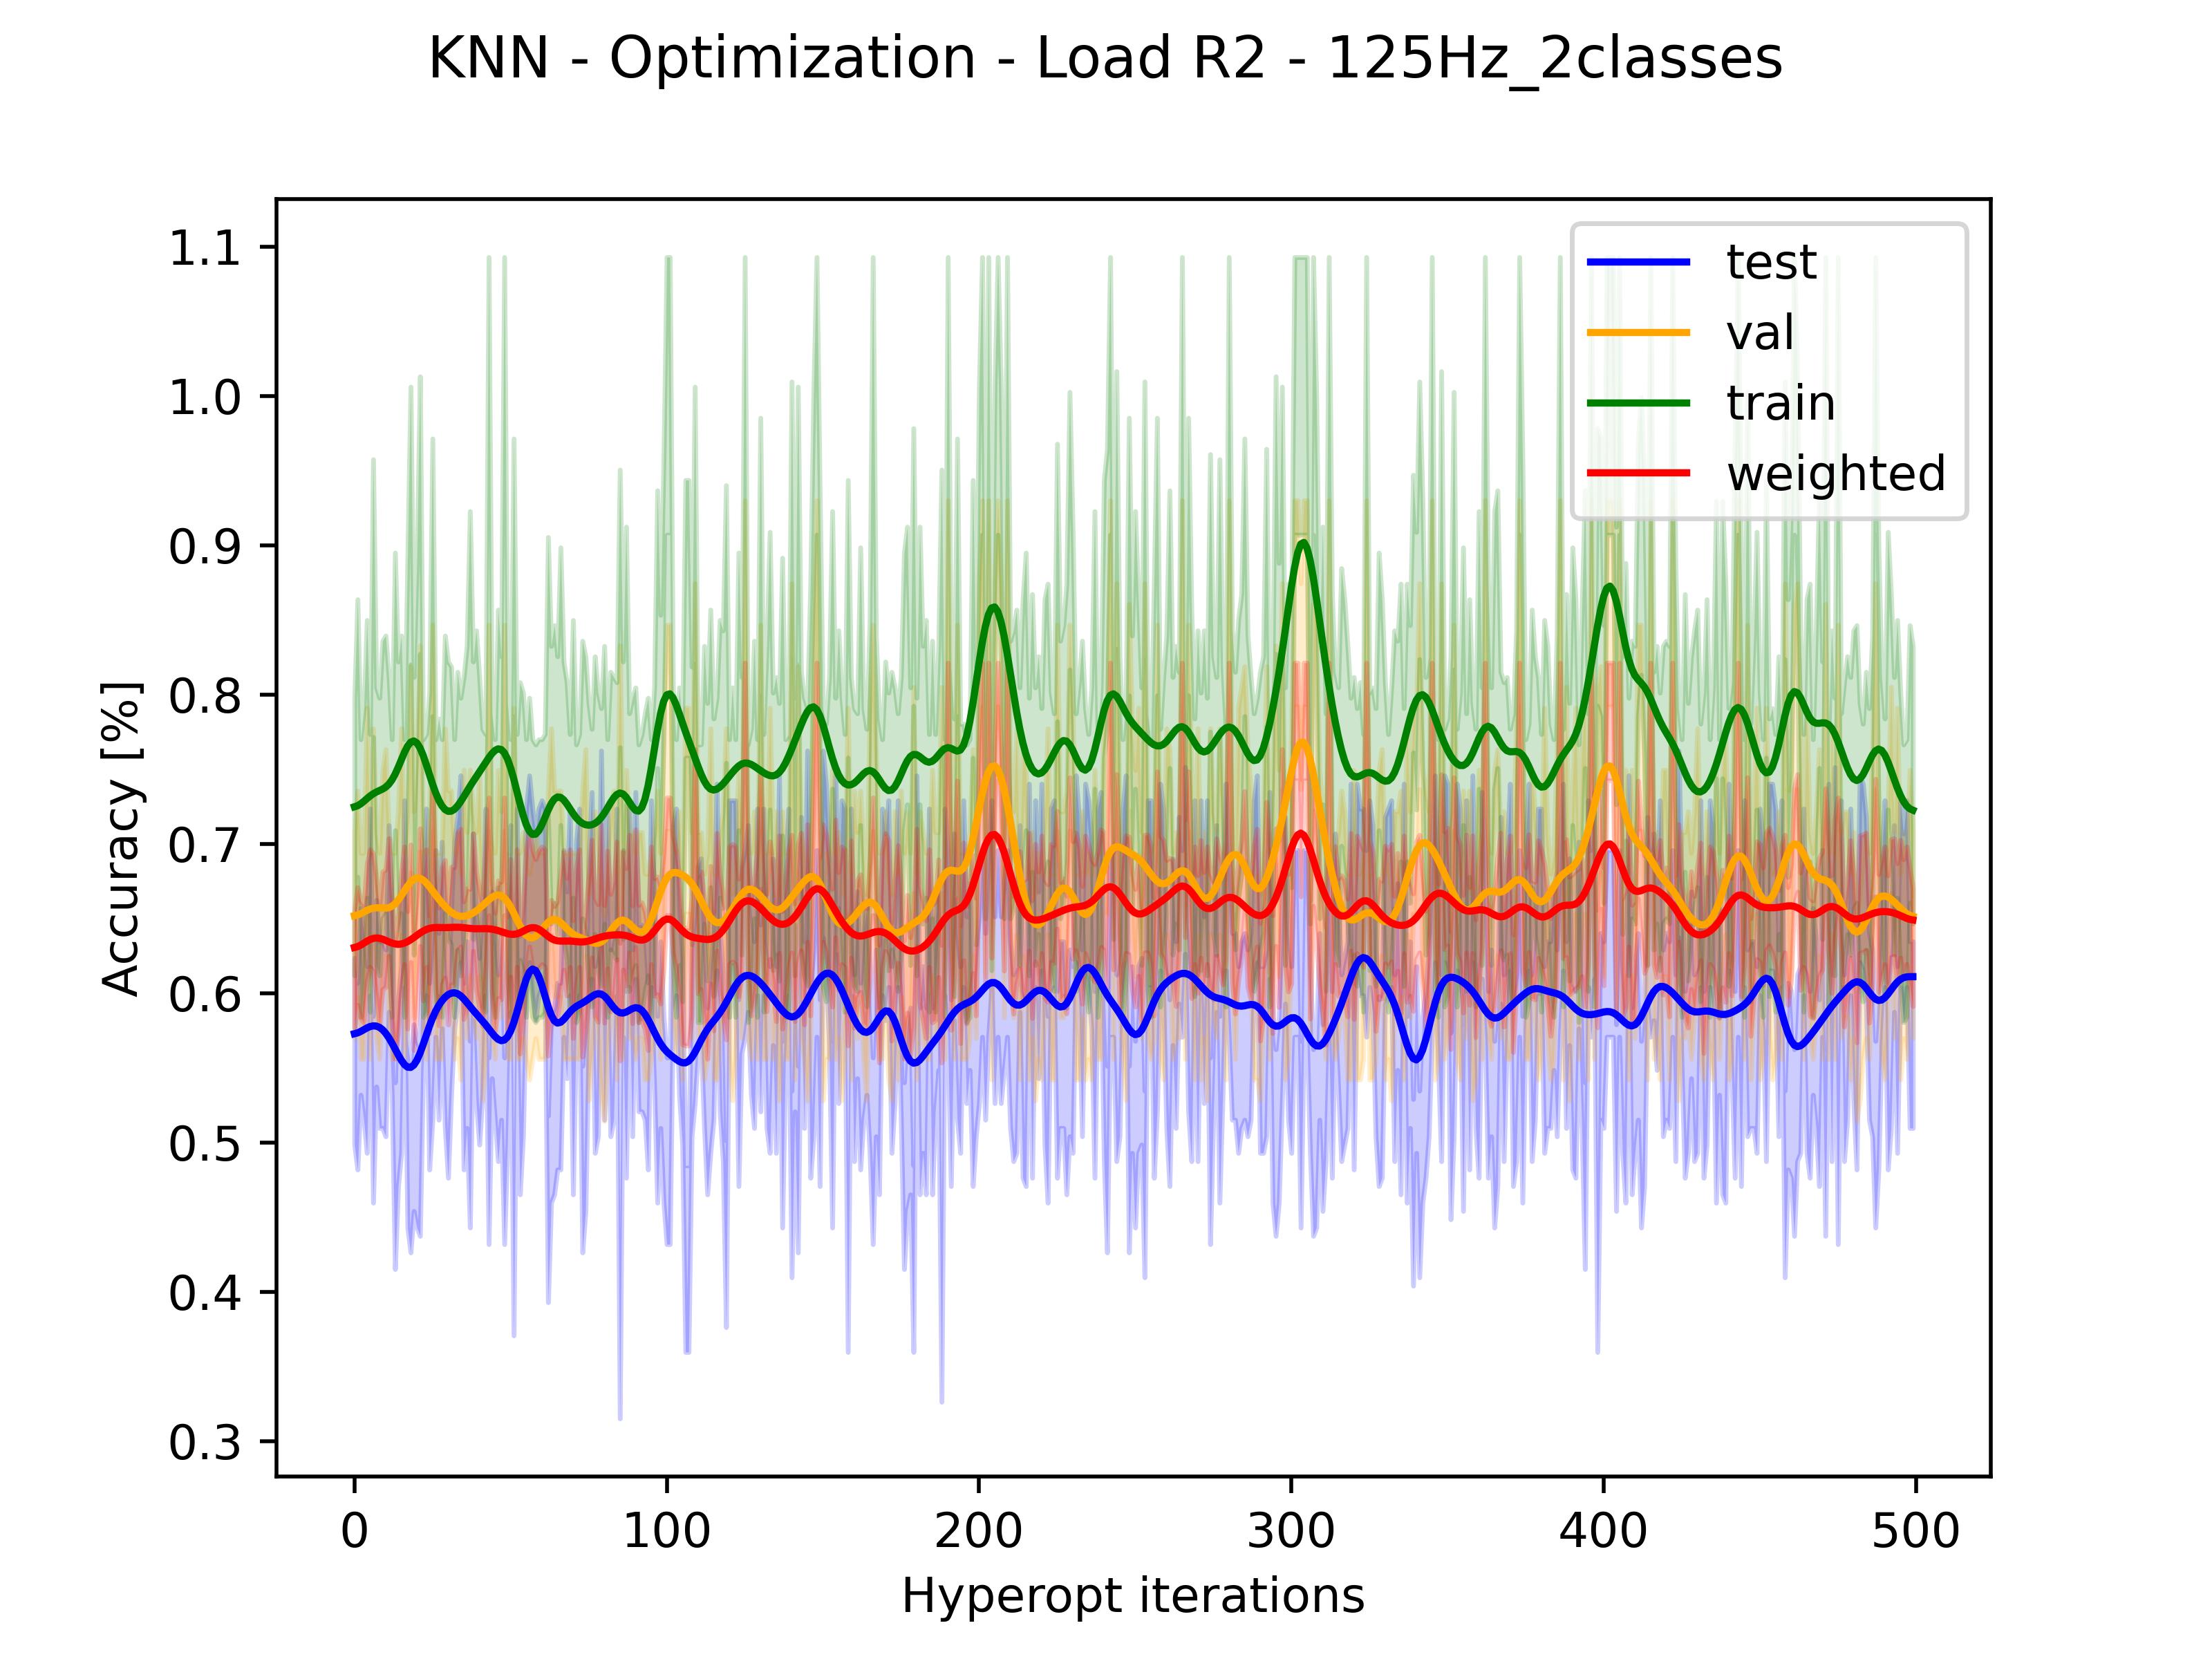 KNN - Optimization - Load R2 - 125Hz_2classes
1.1
1.0
0.9
0.8
0.7
0.6
0.5
0.4
0.3
Accuracy [%]
test
val
train
weighted
0 100 200 300 400 500
Hyperopt iterations